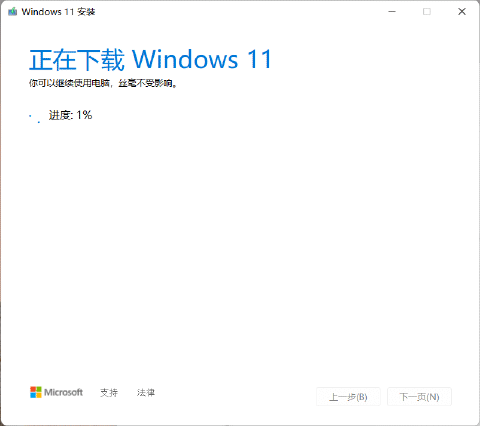 Windows 11 安装
正在下载 Windows 11
你可以继续使用电脑，丝毫不受影响。
进度: 1%
Microsoft 支持 法律 上一步(B) 下一页(N)